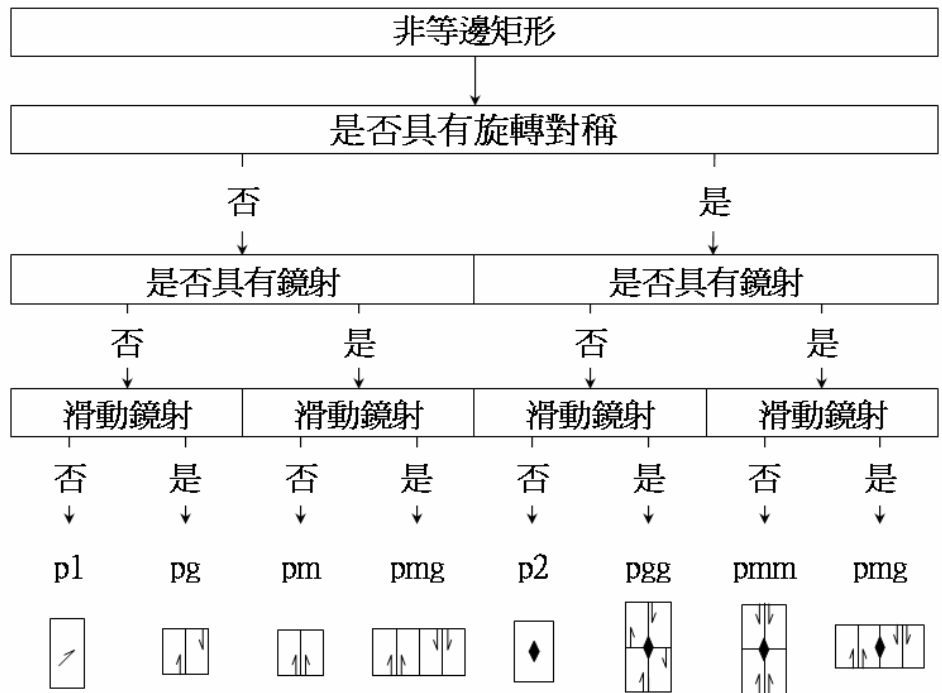 非等邊矩形
是否具有旋轉對稱
否 是
是否具有鏡射 是否具有鏡射
否 是 否 是
滑動鏡射 滑動鏡射 滑動鏡射 滑動鏡射
否 是 否 是 否 是 否 是
p1 pg pm pmg p2 pgg pmm pmg